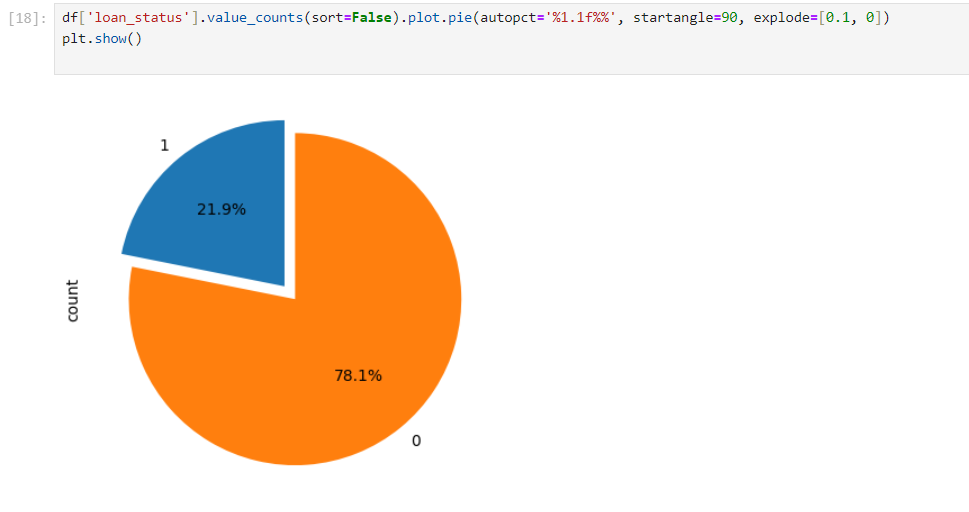 [18]: df['loan_status'].value_counts(sort=False).plot.pie(autopct='%1.1f%%', startangle=90, explode=[0.1, 0])
plt.show()
1
21.9%
count
78.1%
0